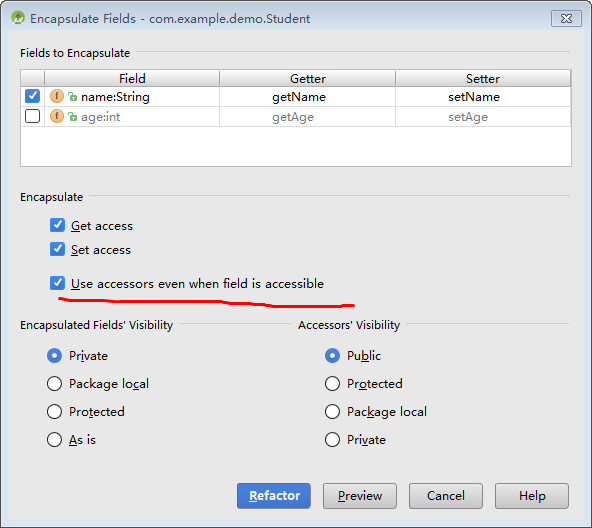 Encapsulate Fields - com.example.demo.Student
Fields to Encapsulate
Field Getter Setter
f name:String getName setName
f age:int getAge setAge
Encapsulate
Get access
Set access
Use accessors even when field is accessible
Encapsulated Fields' Visibility Accessors' Visibility
Private Public
Package local Protected
Protected Package local
As is Private
Refactor Preview Cancel Help